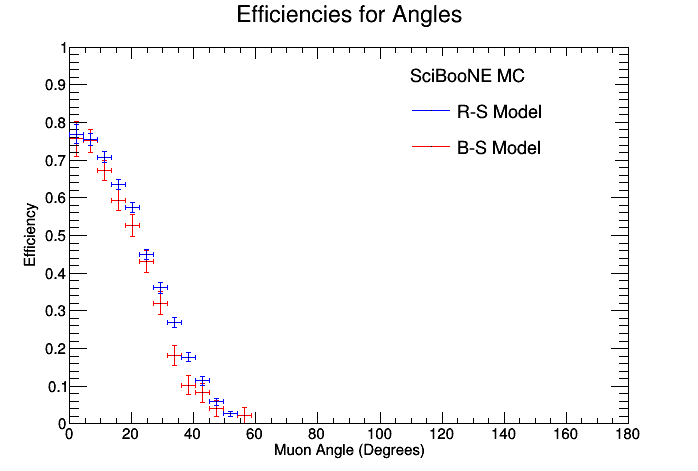 Efficiencies for Angles
SciBooNE MC
R-S Model
B-S Model
Efficiency
1
0.9
0.8
0.7
0.6
0.5
0.4
0.3
0.2
0.1
0
0 20 40 60 80 100 120 140 160 180
Muon Angle (Degrees)